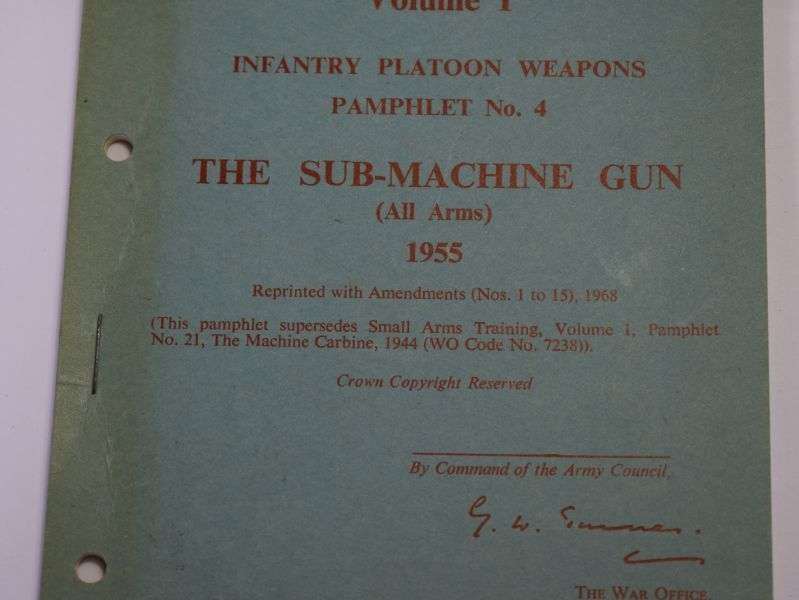 Volume 1
INFANTRY PLATOON WEAPONS
PAMPHLET No. 4
THE SUB-MACHINE GUN
(All Arms)
1955
Reprinted with Amendments (Nos. 1 to 15), 1968
(This pamphlet supersedes Small Arms Training, Volume 1, Pamphlet
No. 21, The Machine Carbine, 1944 (WO Code No. 7238)).
Crown Copyright Reserved
By Command of the Army Council,
G. W.
THE WAR OFFICE.